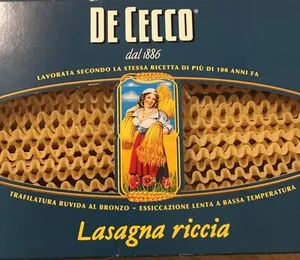 DE CECCO®
dal 1886
LAVORATA SECONDO LA STESSA RICETTA DI PIÙ DI 100 ANNI FA
TRAFILATURA RUVIDA AL BRONZO - ESSICCAZIONE LENTA A BASSA TEMPERATURA
Lasagna riccia